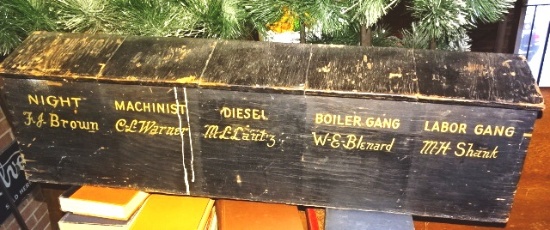 NIGHT
F.J. Brown
MACHINIST
C.L. Warner
DIESEL
M.L. Lautz
BOILER GANG
W.E. Blenard
LABOR GANG
M.H. Shank